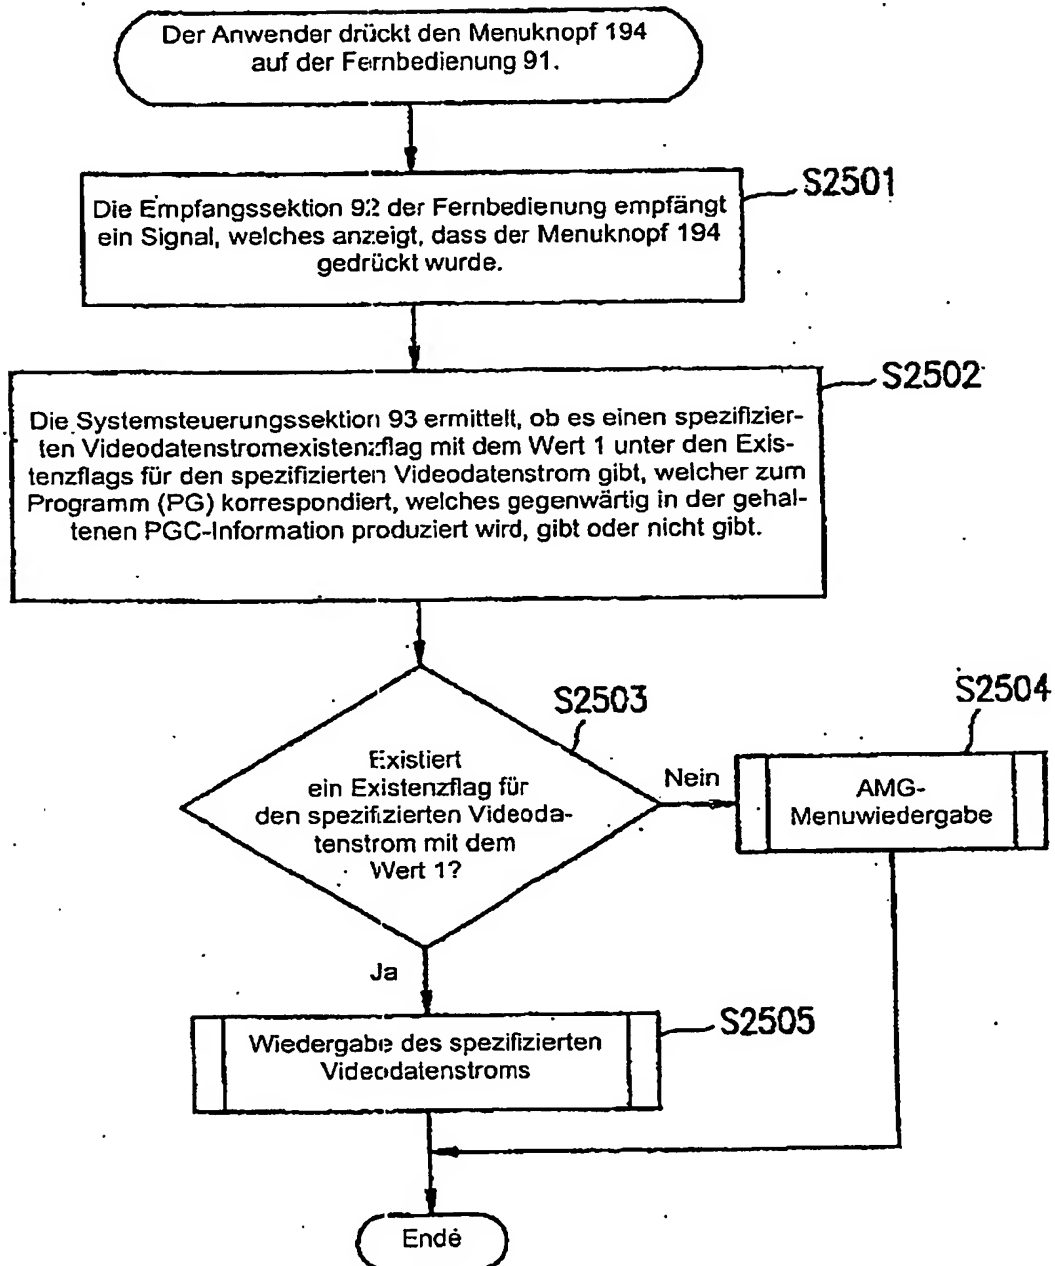 Der Anwender drückt den Menuknopf 194
auf der Fernbedienung 91.
S2501
Die Empfangssektion 92 der Fernbedienung empfängt
ein Signal, welches anzeigt, dass der Menuknopf 194
gedrückt wurde.
S2502
Die Systemsteuerungssektion 93 ermittelt, ob es einen spezifizier-
ten Videodatenstromexistenzflag mit dem Wert 1 unter den Exis-
tenzflags für den spezifizierten Videodatenstrom gibt, welcher zum
Programm (PG) korrespondiert, welches gegenwärtig in der gehal-
tenen PGC-Information produziert wird, gibt oder nicht gibt.
S2503
Existiert
ein Existenzflag für
den spezifizierten Videoda-
tenstrom mit dem
Wert 1?
Nein
S2504
AMG-
Menuwiedergabe
Ja
S2505
Wiedergabe des spezifizierten
Videodatenstroms
Ende